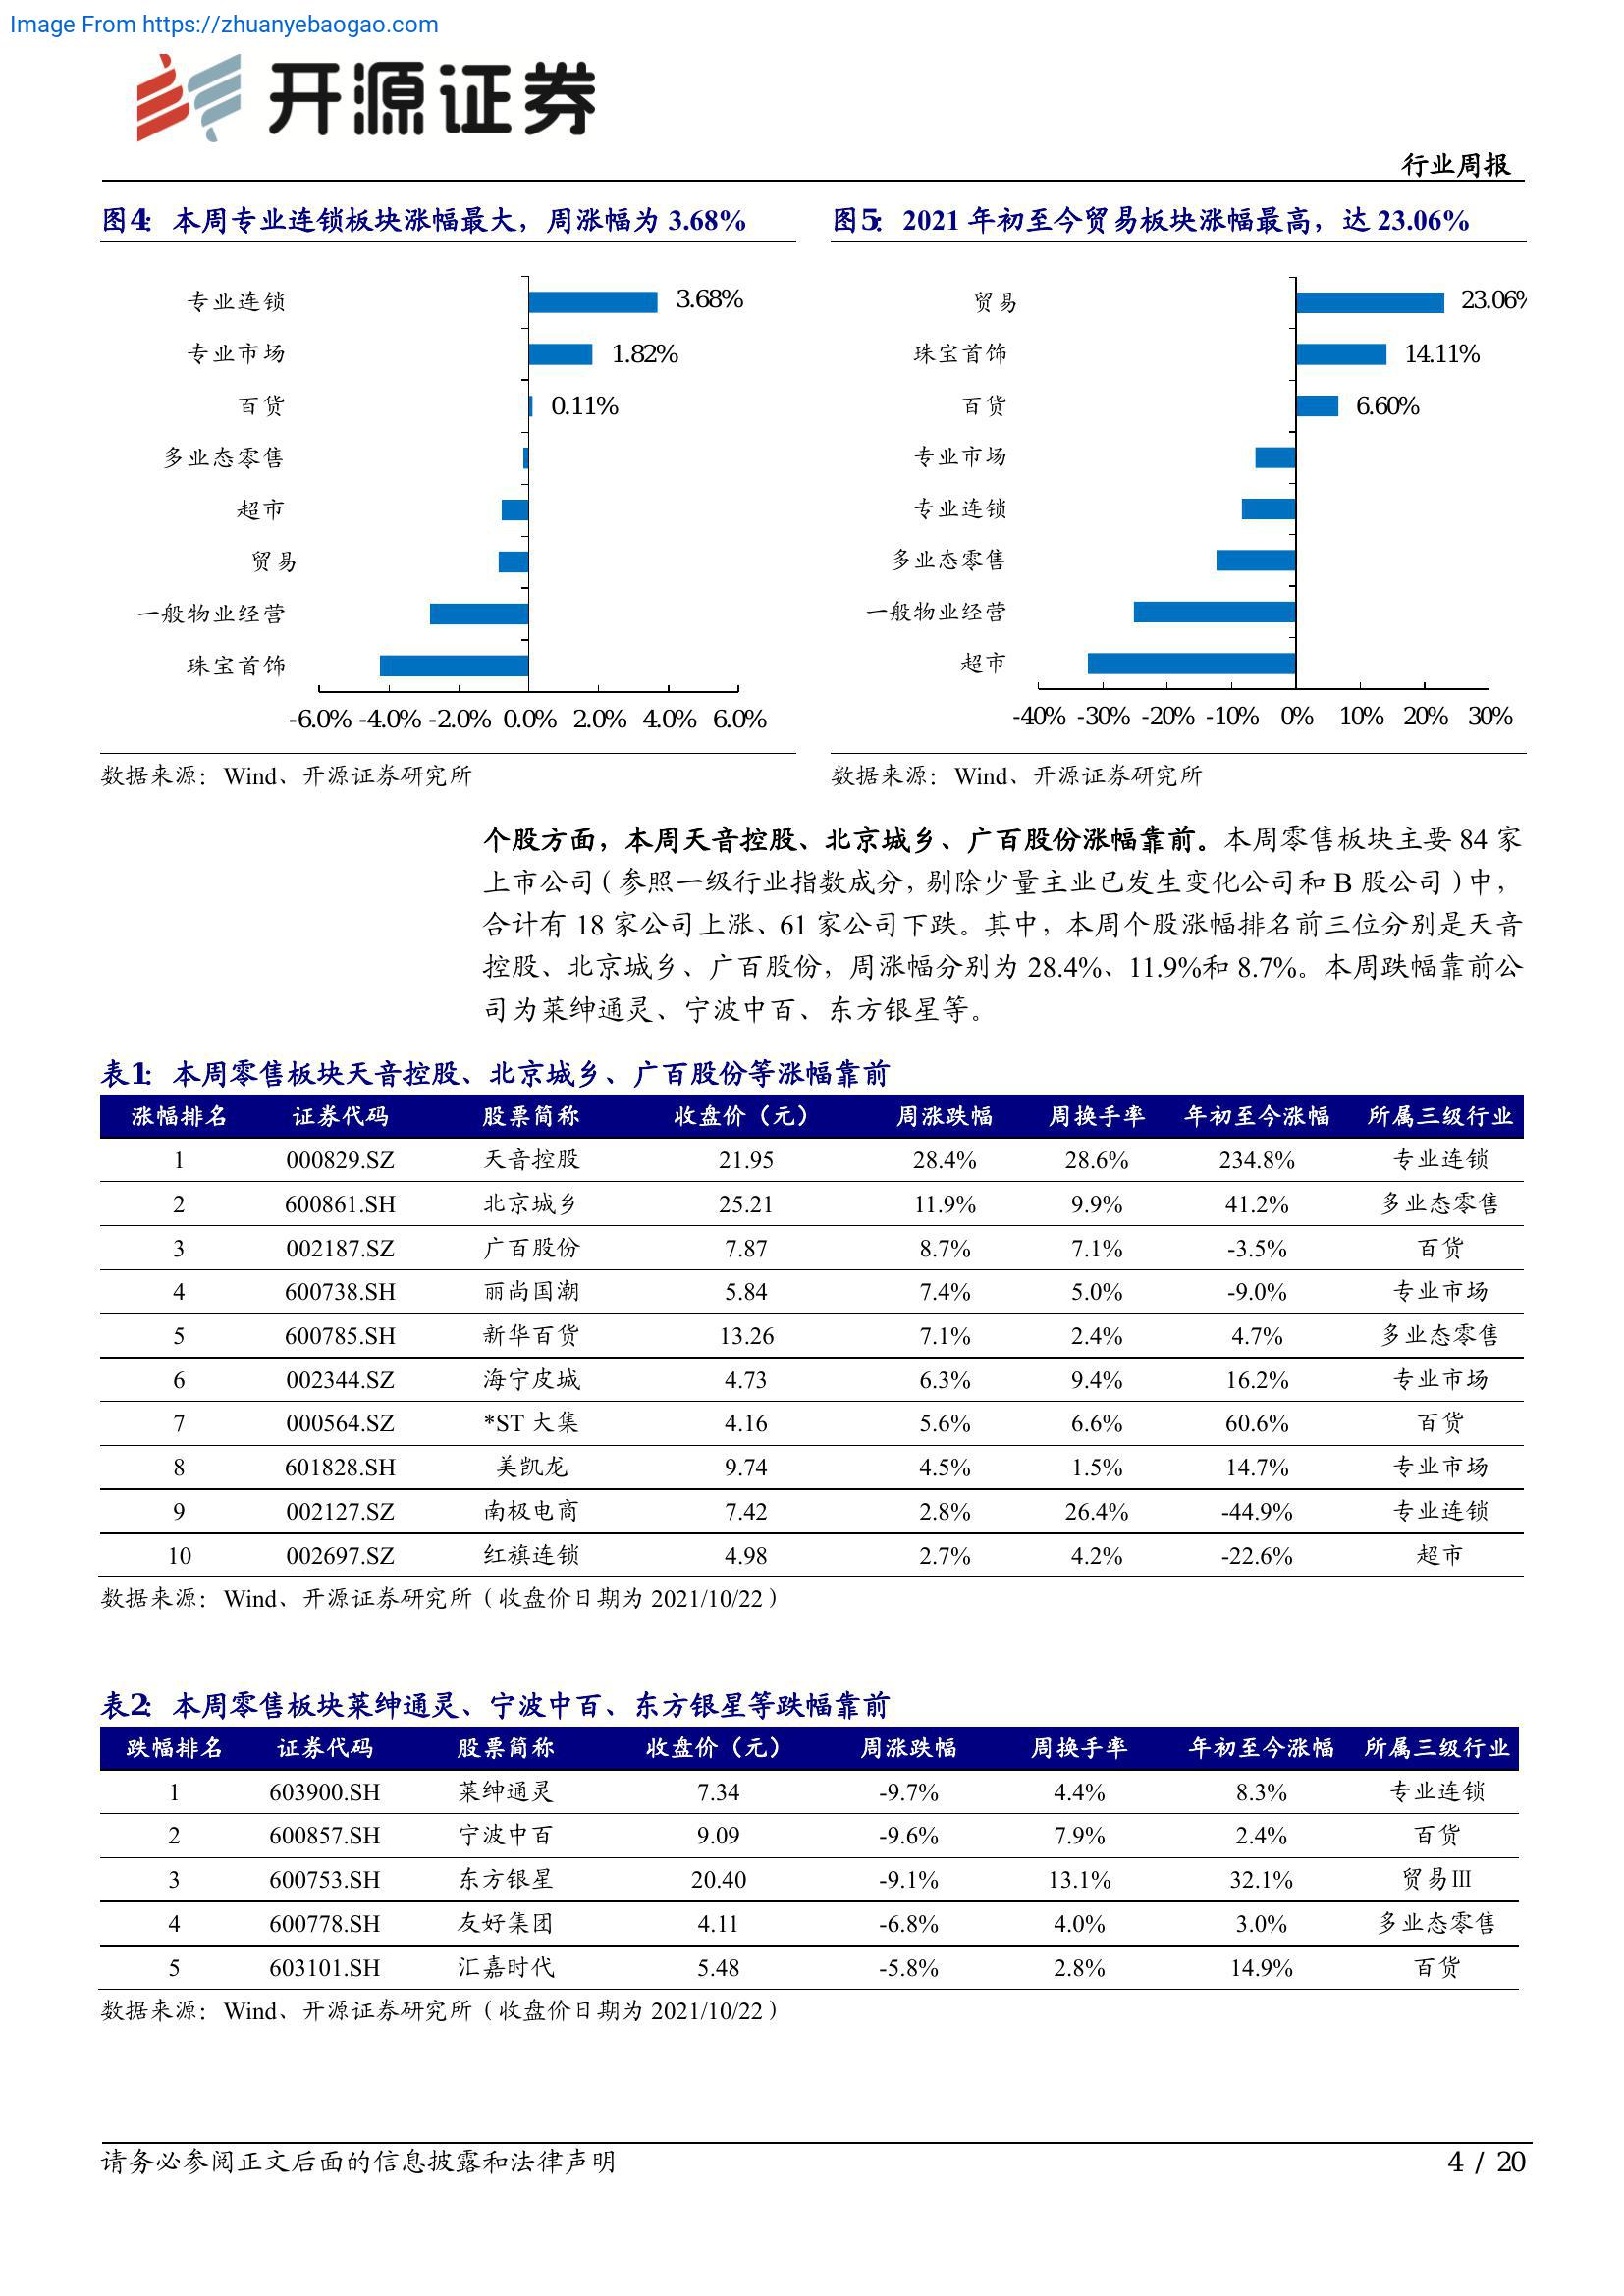 Image From https://zhuanyebaogao.com
开源证券
行业周报
图4： 本周专业连锁板块涨幅最大，周涨幅为 3.68%
专业连锁 3.68%
专业市场 1.82%
百货 0.11%
多业态零售
超市
贸易
一般物业经营
珠宝首饰
-6.0% -4.0% -2.0% 0.0% 2.0% 4.0% 6.0%
数据来源：Wind、开源证券研究所
图5： 2021 年初至今贸易板块涨幅最高，达 23.06%
贸易 23.06%
珠宝首饰 14.11%
百货 6.60%
专业市场
专业连锁
多业态零售
一般物业经营
超市
-40% -30% -20% -10% 0% 10% 20% 30%
数据来源：Wind、开源证券研究所
个股方面，本周天音控股、北京城乡、广百股份涨幅靠前。本周零售板块主要 84 家
上市公司（参照一级行业指数成分，剔除少量主业已发生变化公司和 B 股公司）中，
合计有 18 家公司上涨、61 家公司下跌。其中，本周个股涨幅排名前三位分别是天音
控股、北京城乡、广百股份，周涨幅分别为 28.4%、11.9%和 8.7%。本周跌幅靠前公
司为莱绅通灵、宁波中百、东方银星等。
表1： 本周零售板块天音控股、北京城乡、广百股份等涨幅靠前
涨幅排名 证券代码 股票简称 收盘价（元） 周涨跌幅 周换手率 年初至今涨幅 所属三级行业
1 000829.SZ 天音控股 21.95 28.4% 28.6% 234.8% 专业连锁
2 600861.SH 北京城乡 25.21 11.9% 9.9% 41.2% 多业态零售
3 002187.SZ 广百股份 7.87 8.7% 7.1% -3.5% 百货
4 600738.SH 丽尚国潮 5.84 7.4% 5.0% -9.0% 专业市场
5 600785.SH 新华百货 13.26 7.1% 2.4% 4.7% 多业态零售
6 002344.SZ 海宁皮城 4.73 6.3% 9.4% 16.2% 专业市场
7 000564.SZ *ST 大集 4.16 5.6% 6.6% 60.6% 百货
8 601828.SH 美凯龙 9.74 4.5% 1.5% 14.7% 专业市场
9 002127.SZ 南极电商 7.42 2.8% 26.4% -44.9% 专业连锁
10 002697.SZ 红旗连锁 4.98 2.7% 4.2% -22.6% 超市
数据来源：Wind、开源证券研究所（收盘价日期为 2021/10/22）
表2： 本周零售板块莱绅通灵、宁波中百、东方银星等跌幅靠前
跌幅排名 证券代码 股票简称 收盘价（元） 周涨跌幅 周换手率 年初至今涨幅 所属三级行业
1 603900.SH 莱绅通灵 7.34 -9.7% 4.4% 8.3% 专业连锁
2 600857.SH 宁波中百 9.09 -9.6% 7.9% 2.4% 百货
3 600753.SH 东方银星 20.40 -9.1% 13.1% 32.1% 贸易Ⅲ
4 600778.SH 友好集团 4.11 -6.8% 4.0% 3.0% 多业态零售
5 603101.SH 汇嘉时代 5.48 -5.8% 2.8% 14.9% 百货
数据来源：Wind、开源证券研究所（收盘价日期为 2021/10/22）
请务必参阅正文后面的信息披露和法律声明
4 / 20